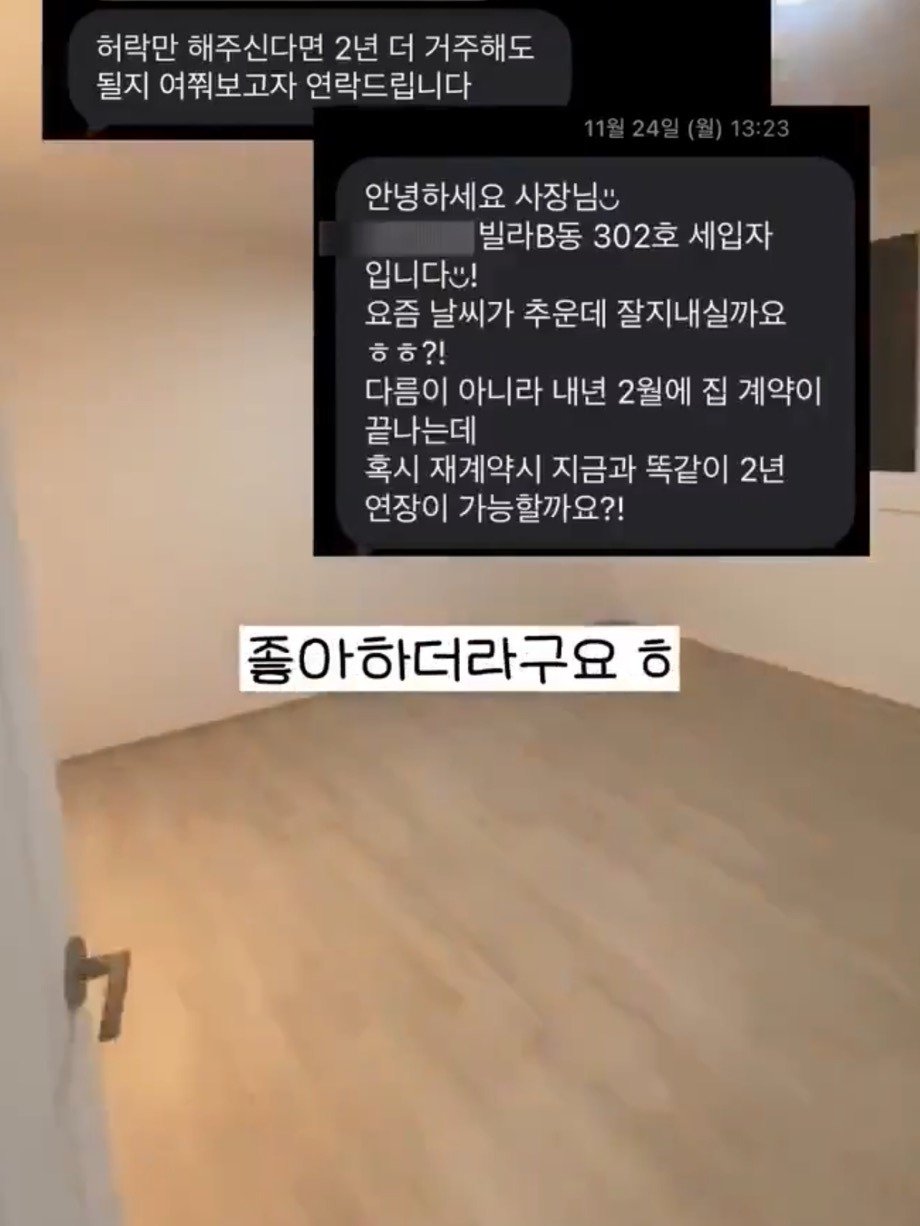 허락만 해주신다면 2년 더 거주해도
될지 여쭤보고자 연락드립니다
11월 24일 (월) 13:23
안녕하세요 사장님
빌라B동 302호 세입자
입니다!
요즘 날씨가 추운데 잘지내실까요
ㅎㅎ?!
다름이 아니라 내년 2월에 집 계약이
끝나는데
혹시 재계약시 지금과 똑같이 2년
연장이 가능할까요?!
좋아하더라구요 ㅎ